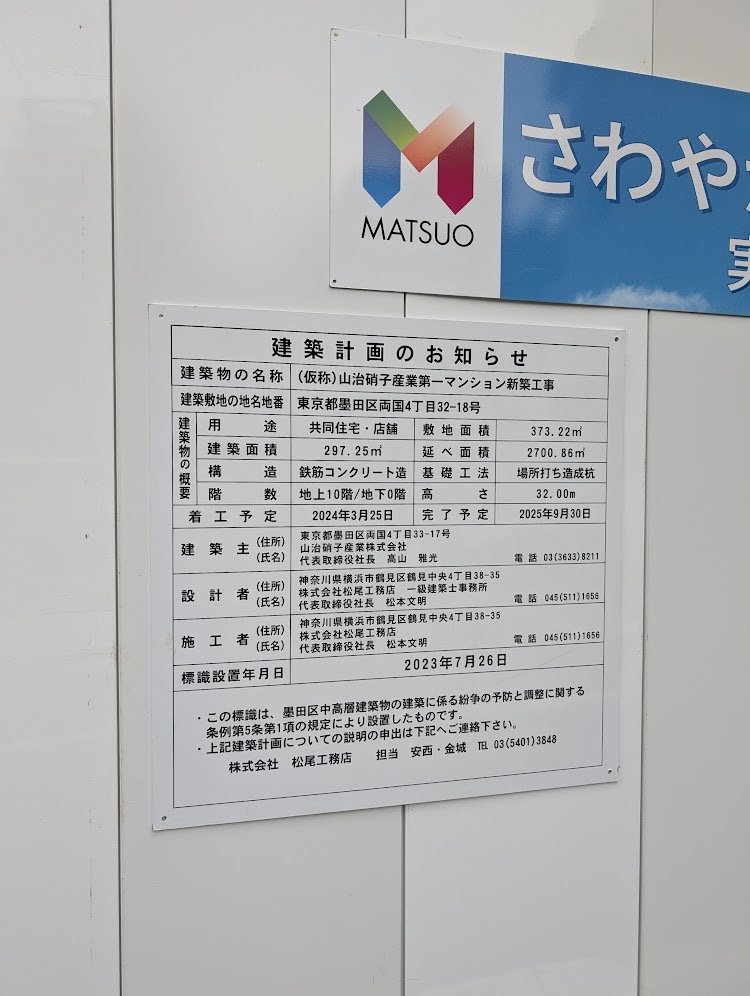 MATSUO
さわや
実
建築計画のお知らせ
建築物の名称 (仮称)山治硝子産業第一マンション新築工事
建築敷地の地名地番 東京都墨田区両国4丁目32-18号
建築物の概要
用途 共同住宅・店舗 敷地面積 373.22㎡
建築面積 297.25㎡ 延べ面積 2700.86㎡
構造 鉄筋コンクリート造 基礎工法 場所打ち造成杭
階数 地上10階/地下0階 高さ 32.00m
着工予定 2024年3月25日 完了予定 2025年9月30日
建築主 (住所) 東京都墨田区両国4丁目33-17号
山治硝子産業株式会社
(氏名) 代表取締役社長 高山 雅光 電話 03(3633)8211
設計者 (住所) 神奈川県横浜市鶴見区鶴見中央4丁目38-35
株式会社松尾工務店 一級建築士事務所
(氏名) 代表取締役社長 松本文明 電話 045(511)1656
施工者 (住所) 神奈川県横浜市鶴見区鶴見中央4丁目38-35
株式会社松尾工務店
(氏名) 代表取締役社長 松本文明 電話 045(511)1656
標識設置年月日 2023年7月26日
・この標識は、墨田区中高層建築物の建築に係る紛争の予防と調整に関する
条例第5条第1項の規定により設置したものです。
・上記建築計画についての説明の申出は下記へご連絡下さい。
株式会社 松尾工務店 担当 安西・金城 TEL 03(5401)3848